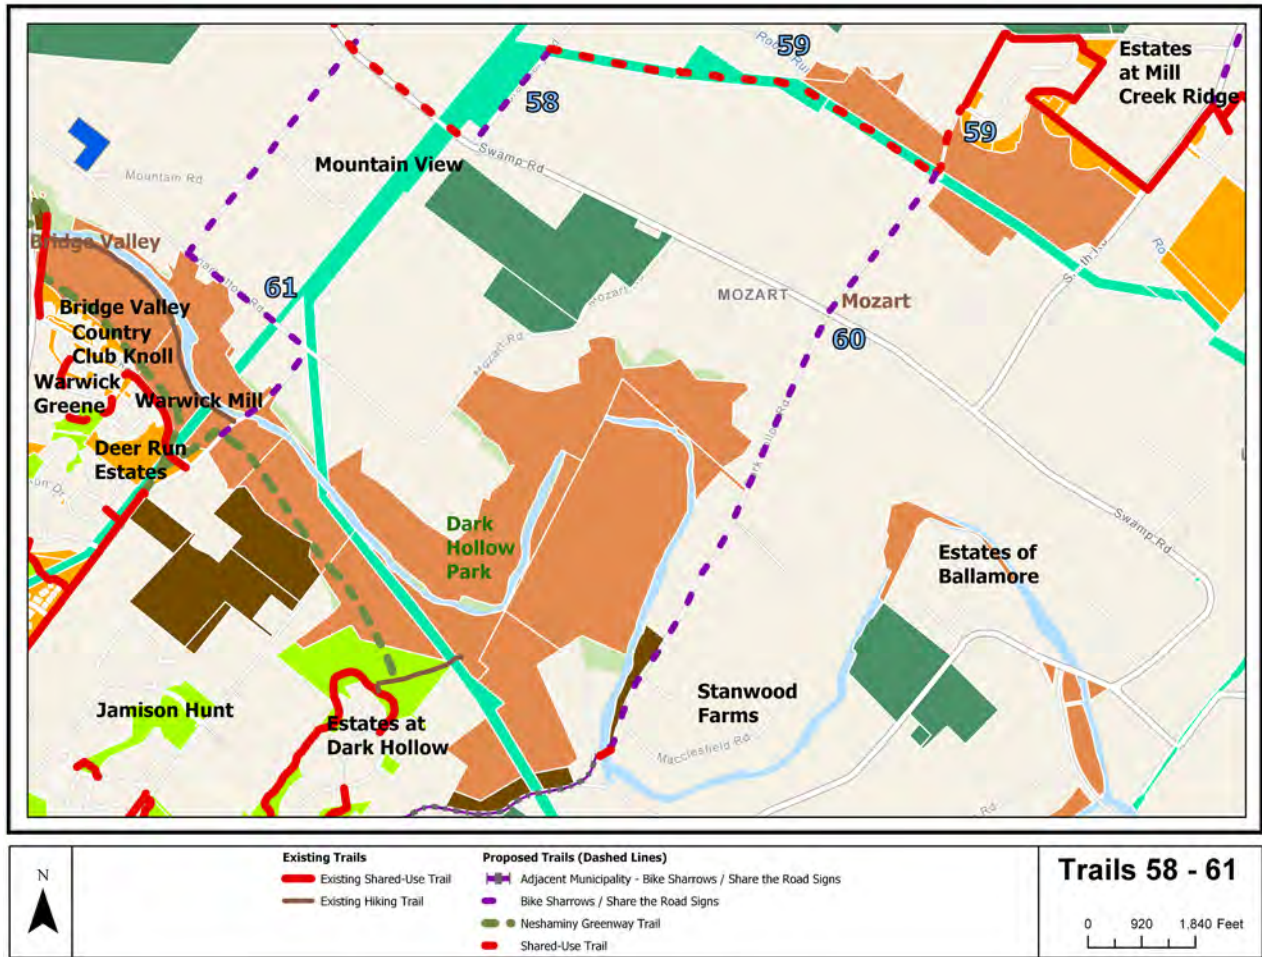 59
Estates
at Mill
Creek Ridge
58
59
Swamp Rd
Mountain View
Mountain Rd
Bridge Valley
61
Mozart
MOZART
Mozart
Bridge Valley
Country
Club Knoll
60
Mozart Rd
Warwick
Greene
Warwick Mill
Deer Run
Estates
Swamp Rd
Dark
Hollow
Park
Estates of
Ballamore
Stanwood
Farms
Jamison Hunt
Estates at
Dark Hollow
Macclesfield Rd
Rd
N
Existing Trails
Existing Shared-Use Trail
Existing Hiking Trail
Proposed Trails (Dashed Lines)
Adjacent Municipality - Bike Sharrows / Share the Road Signs
Bike Sharrows / Share the Road Signs
Neshaminy Greenway Trail
Shared-Use Trail
Trails 58 - 61
0 920 1,840 Feet